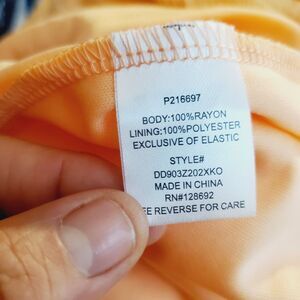 P216697
BODY:100%RAYON
LINING:100%POLYESTER
EXCLUSIVE OF ELASTIC
STYLE#
DD903Z202XKO
MADE IN CHINA
RN#128692
EE REVERSE FOR CARE